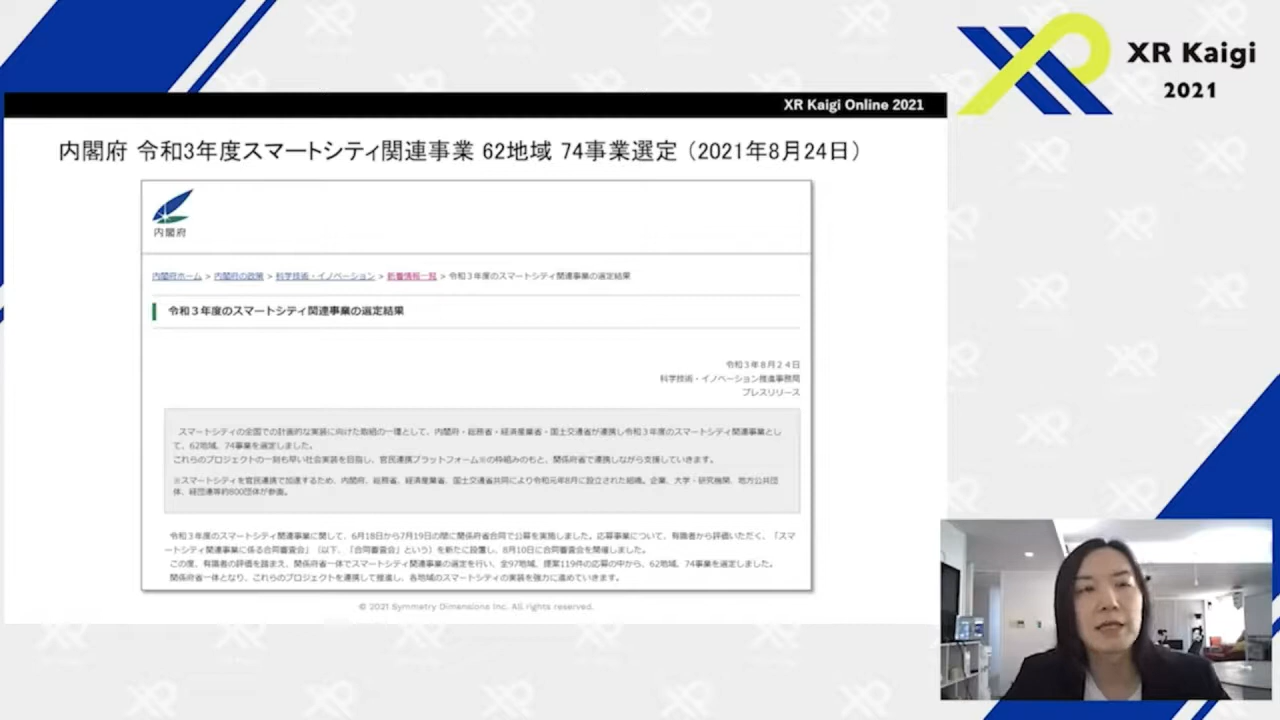 XR Kaigi
2021
XR Kaigi Online 2021
内閣府 令和3年度スマートシティ関連事業 62地域 74事業選定（2021年8月24日）
内閣府
内閣府ホーム > 内閣府の政策 > 科学技術・イノベーション > 新着情報一覧 > 令和３年度のスマートシティ関連事業の選定結果
令和３年度のスマートシティ関連事業の選定結果
令和３年８月２４日
科学技術・イノベーション推進事務局
プレスリリース
スマートシティの全国での計画的な実装に向けた取組の一環として、内閣府・総務省・経済産業省・国土交通省が連携し令和３年度のスマートシティ関連事業とし
て、62地域、74事業を選定しました。
これらのプロジェクトの一刻も早い社会実装を目指し、官民連携プラットフォーム※の枠組みのもと、関係府省で連携しながら支援していきます。
※スマートシティを官民連携で加速するため、内閣府、総務省、経済産業省、国土交通省共同により令和元年8月に設立された組織。企業、大学・研究機関、地方公共団
体、経団連等約800団体が参画。
令和３年度のスマートシティ関連事業に関して、6月18日から7月19日の間に関係府省合同で公募を実施しました。応募事業について、有識者から評価いただく、「スマ
ートシティ関連事業に係る合同審査会」（以下、「合同審査会」という）を新たに設置し、8月10日に合同審査会を開催しました。
この度、有識者の評価を踏まえ、関係府省一体でスマートシティ関連事業の選定を行い、全97地域、提案119件の応募の中から、62地域、74事業を選定しました。
関係府省一体となり、これらのプロジェクトを連携して推進し、各地域のスマートシティの実装を強力に進めていきます。
© 2021 Symmetry Dimensions Inc. All rights reserved.